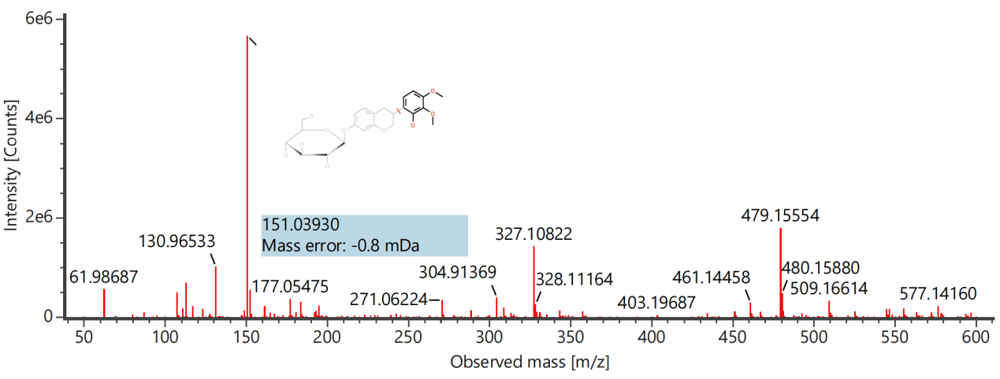 6e6
4e6
2e6
0
Intensity [Counts]
61.98687
130.96533
151.03930
Mass error: -0.8 mDa
177.05475
271.06224
304.91369
327.10822
328.11164
403.19687
461.14458
479.15554
480.15880
509.16614
577.14160
O
O
O
O
O
O
O
O
O
O
50
100
150
200
250
300
350
400
450
500
550
600
Observed mass [m/z]